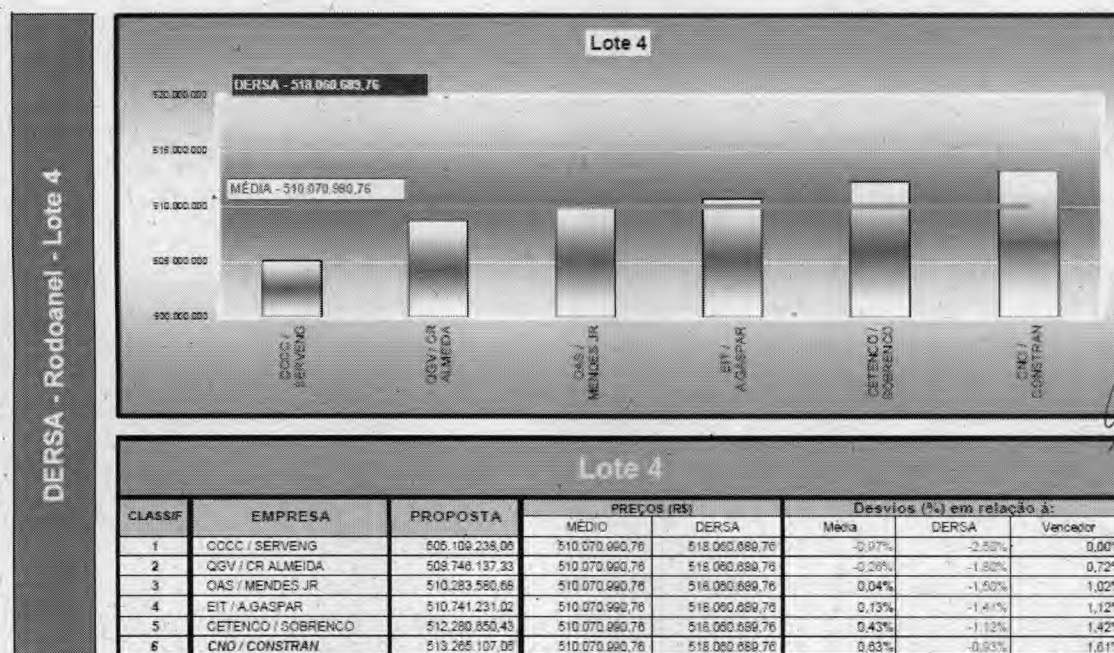 DERSA - Rodoanel - Lote 4
Lote 4
DERSA - 518.060.689,76
MÉDIA - 510.070.990,76
520.000.000
515.000.000
510.000.000
505.000.000
500.000.000
CCCC / SERVENG
QGV / CR ALMEIDA
OAS / MENDES JR
EIT / A.GASPAR
CETENCO / SOBRENCO
CNO / CONSTRAN
Lote 4
CLASSIF EMPRESA PROPOSTA PREÇOS (R$) Desvios (%) em relação à:
MÉDIO DERSA Média DERSA Vencedor
1 CCCC / SERVENG 505.109.238,06 510.070.990,76 518.060.689,76 -0,97% -2,50% 0,00%
2 QGV / CR ALMEIDA 508.746.137,33 510.070.990,76 518.060.689,76 -0,26% -1,80% 0,72%
3 OAS / MENDES JR 510.283.580,68 510.070.990,76 518.060.689,76 0,04% -1,50% 1,02%
4 EIT / A.GASPAR 510.741.231,02 510.070.990,76 518.060.689,76 0,13% -1,41% 1,12%
5 CETENCO / SOBRENCO 512.280.650,43 510.070.990,76 518.060.689,76 0,43% -1,12% 1,42%
6 CNO / CONSTRAN 513.265.107,06 510.070.990,76 518.060.689,76 0,63% -0,93% 1,61%